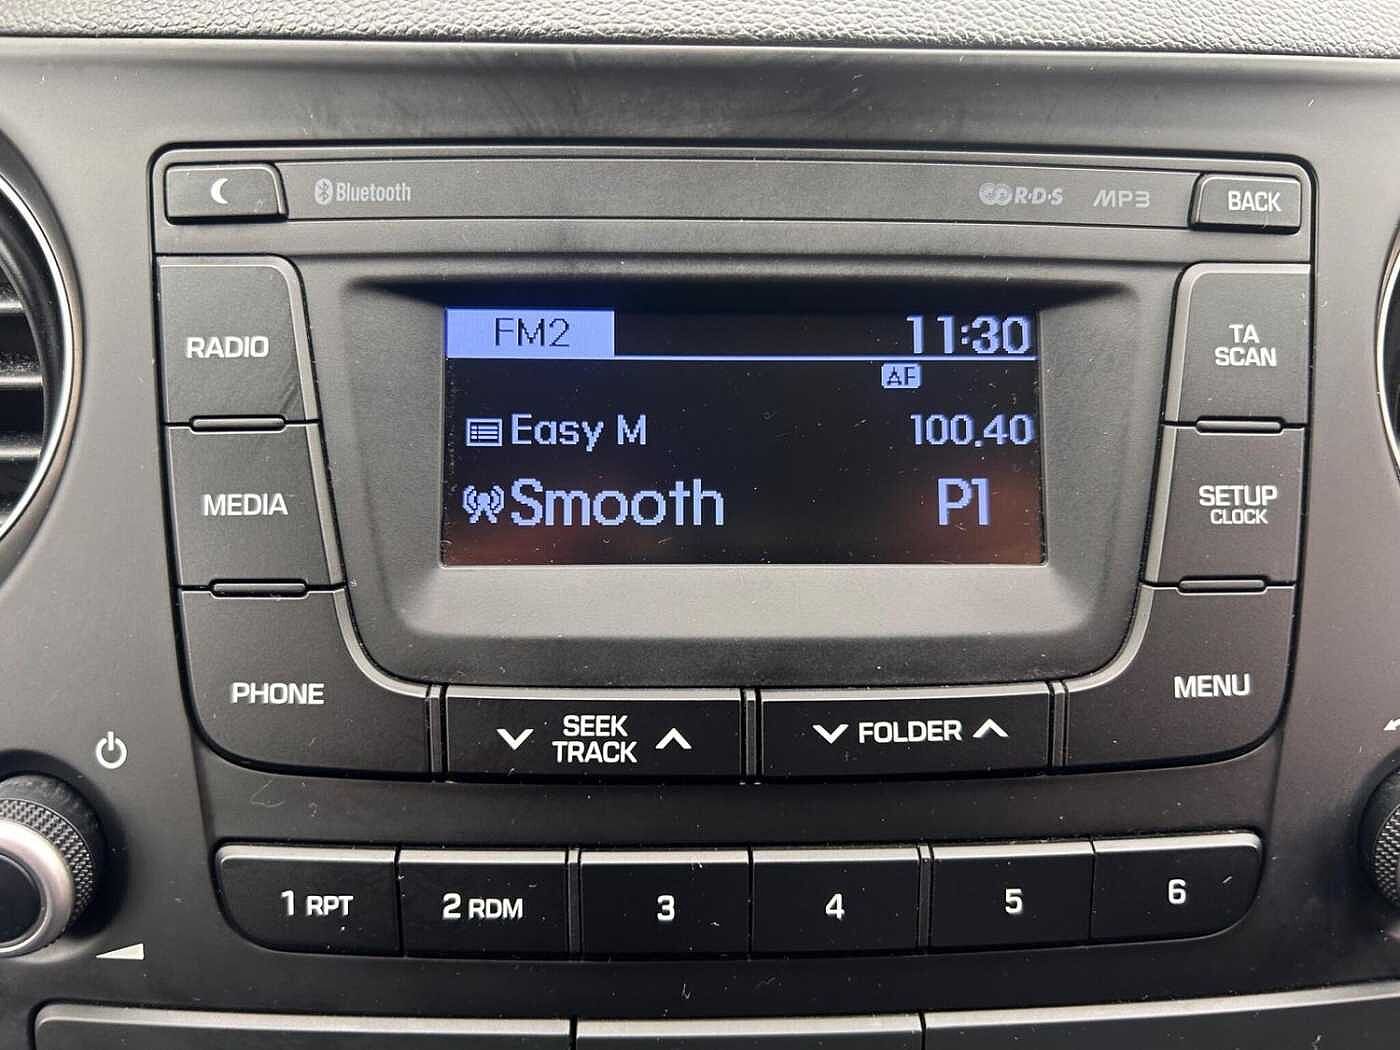 Bluetooth
R·D·S
MP3
BACK
RADIO
FM2
11:30
TA
SCAN
AF
Easy M
100.40
MEDIA
Smooth
P1
SETUP
CLOCK
PHONE
MENU
SEEK
TRACK
FOLDER
1 RPT
2 RDM
3
4
5
6